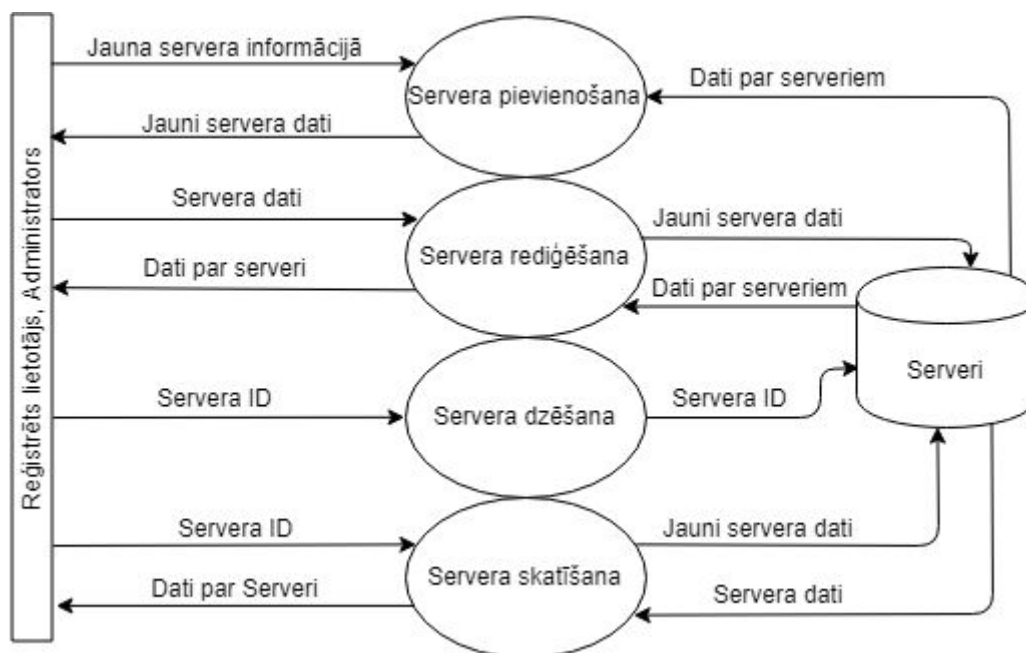 Reģistrēts lietotājs, Administrators
Jauna servera informācijā
Servera pievienošana
Dati par serveriem
Jauni servera dati
Servera dati
Servera rediģēšana
Jauni servera dati
Dati par serveri
Dati par serveriem
Serveri
Servera ID
Servera dzēšana
Servera ID
Servera ID
Servera skatīšana
Jauni servera dati
Dati par Serveri
Servera dati